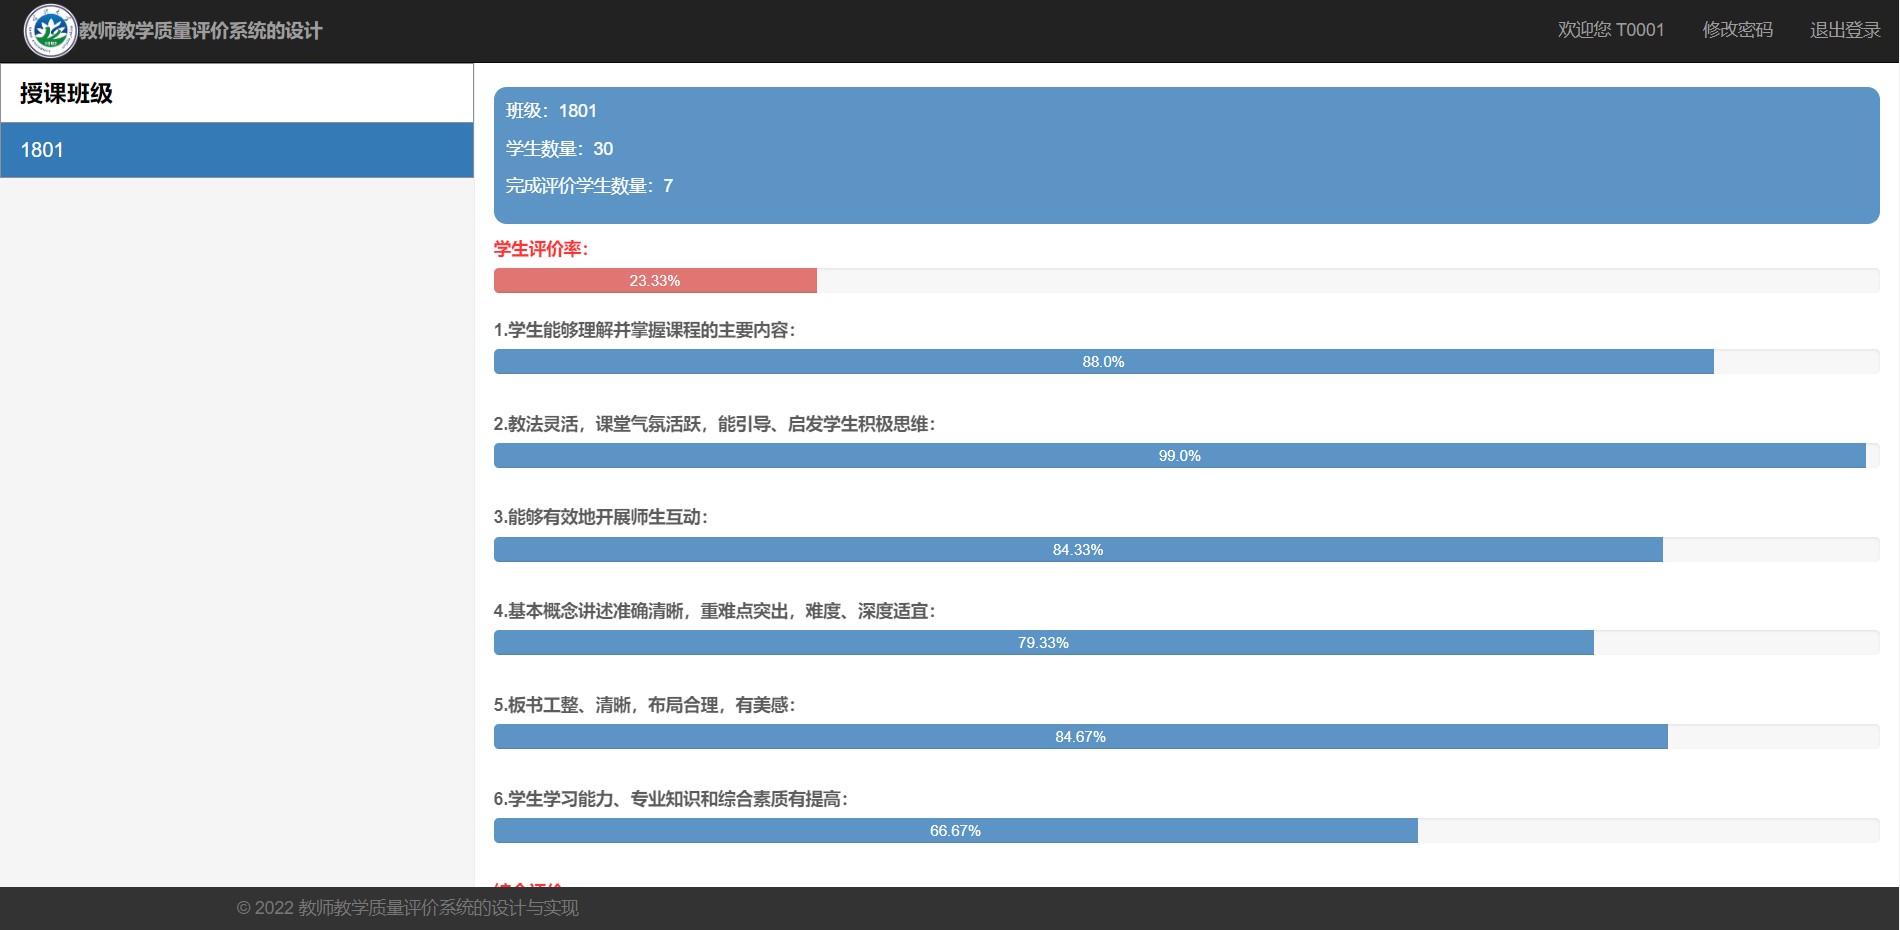 教师教学质量评价系统的设计
欢迎您 T0001 修改密码 退出登录
授课班级
1801
班级：1801
学生数量：30
完成评价学生数量：7
学生评价率：
23.33%
1.学生能够理解并掌握课程的主要内容：
88.0%
2.教法灵活，课堂气氛活跃，能引导、启发学生积极思维：
99.0%
3.能够有效地开展师生互动：
84.33%
4.基本概念讲述准确清晰，重难点突出，难度、深度适宜：
79.33%
5.板书工整、清晰，布局合理，有美感：
84.67%
6.学生学习能力、专业知识和综合素质有提高：
66.67%
© 2022 教师教学质量评价系统的设计与实现